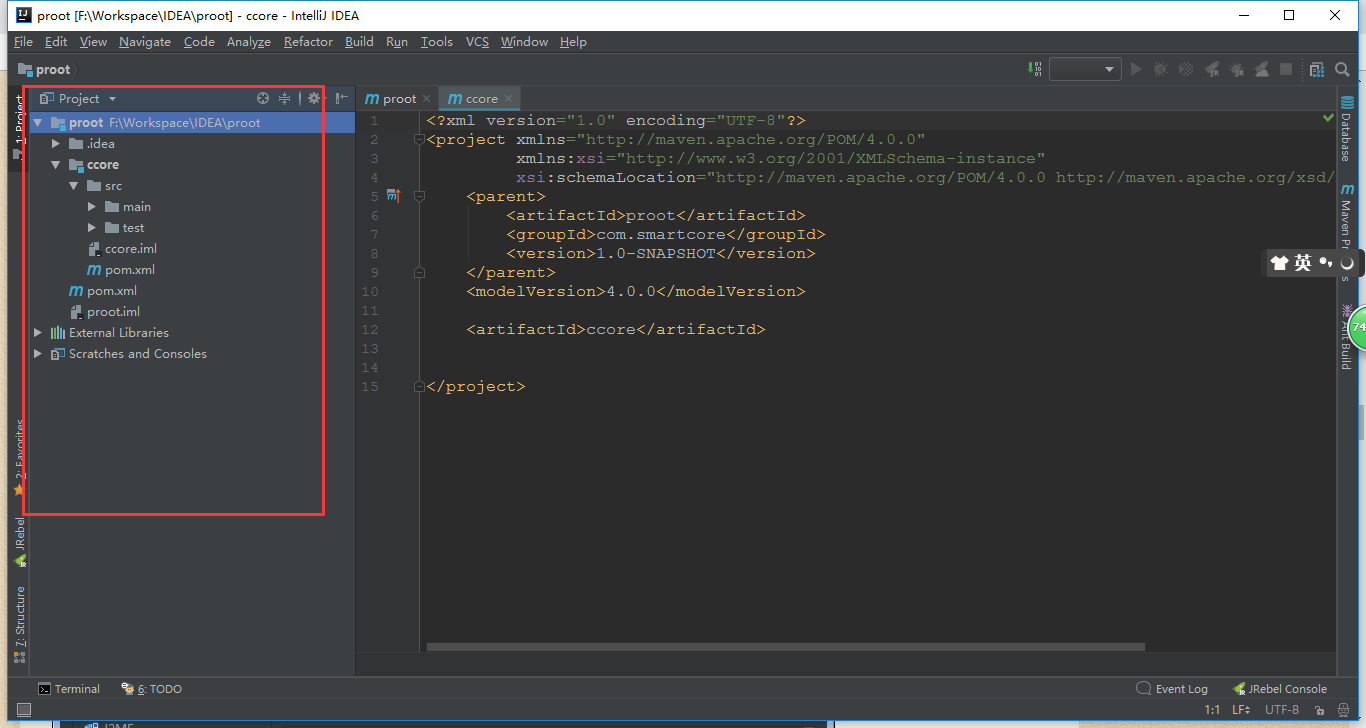 proot [F:\Workspace\IDEA\proot] - ccore - IntelliJ IDEA
File Edit View Navigate Code Analyze Refactor Build Run Tools VCS Window Help
proot
1: Project
Project
proot F:\Workspace\IDEA\proot
.idea
ccore
src
main
test
ccore.iml
pom.xml
pom.xml
proot.iml
External Libraries
Scratches and Consoles
2: Favorites
JRebel
7: Structure
proot ccore
1 <?xml version="1.0" encoding="UTF-8"?>
2 <project xmlns="http://maven.apache.org/POM/4.0.0"
3 xmlns:xsi="http://www.w3.org/2001/XMLSchema-instance"
4 xsi:schemaLocation="http://maven.apache.org/POM/4.0.0 http://maven.apache.org/xsd/
5 <parent>
6 <artifactId>proot</artifactId>
7 <groupId>com.smartcore</groupId>
8 <version>1.0-SNAPSHOT</version>
9 </parent>
10 <modelVersion>4.0.0</modelVersion>
11
12 <artifactId>ccore</artifactId>
13
14
15 </project>
Database
Maven
英
74
Ant Build
Terminal 6: TODO
Event Log JRebel Console
1:1 LF UTF-8